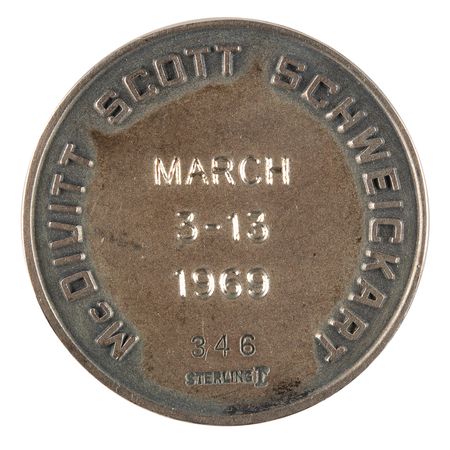 McDIVITT SCOTT SCHWEICKART
MARCH
3-13
1969
346
STERLING